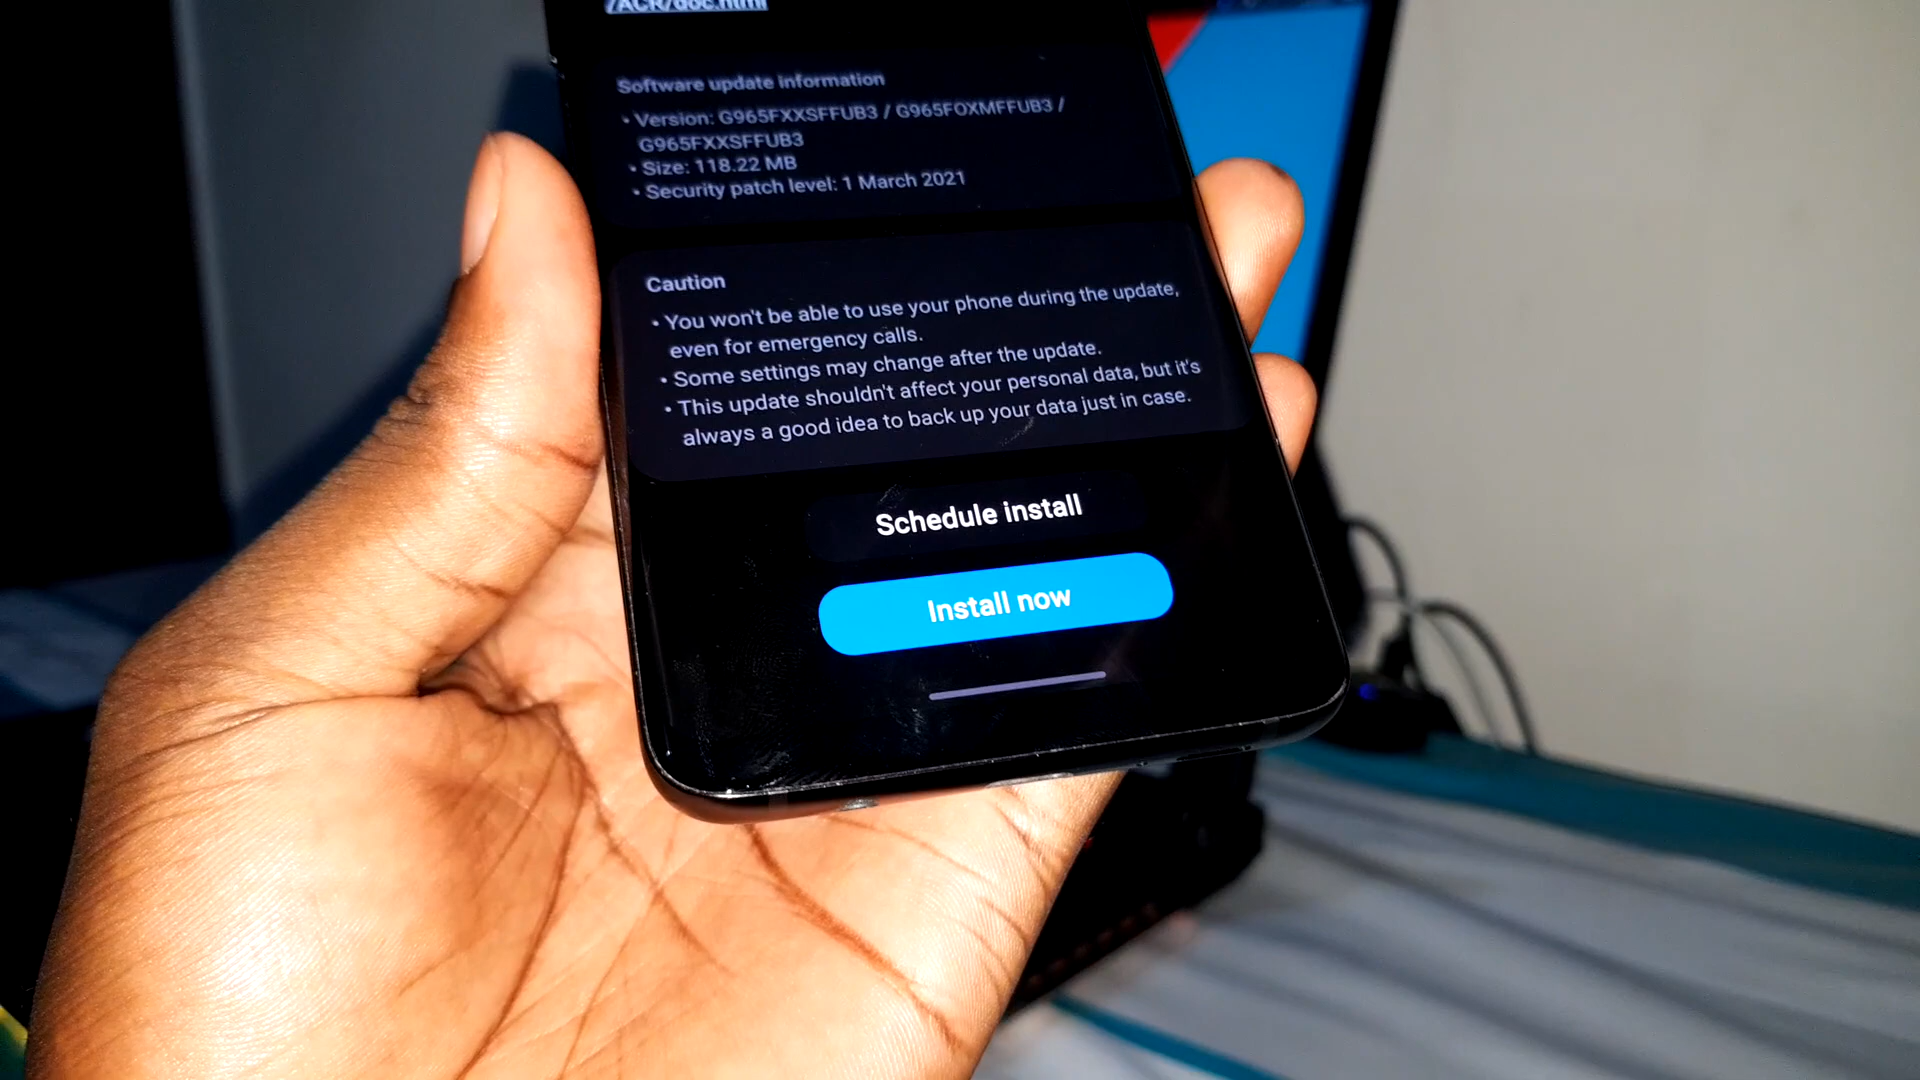 /ACR/doc.html
Software update information
• Version: G965FXXSFFUB3 / G965FOXMFFUB3 /
G965FXXSFFUB3
• Size: 118.22 MB
• Security patch level: 1 March 2021
Caution
• You won't be able to use your phone during the update,
even for emergency calls.
• Some settings may change after the update.
• This update shouldn't affect your personal data, but it's
always a good idea to back up your data just in case.
Schedule install
Install now